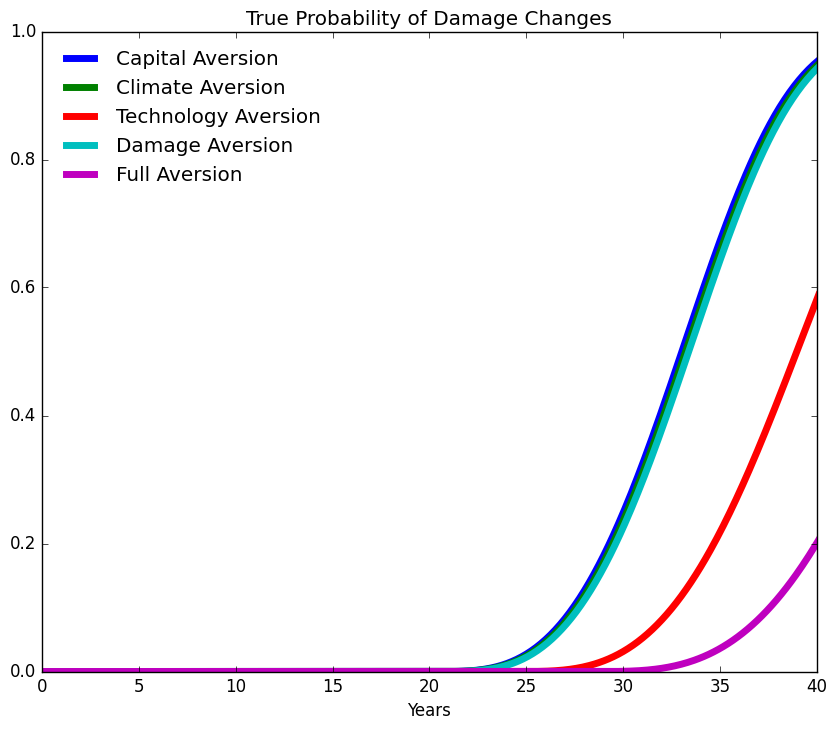 True Probability of Damage Changes
1.0
0.8
0.6
0.4
0.2
0.0
Capital Aversion
Climate Aversion
Technology Aversion
Damage Aversion
Full Aversion
0 5 10 15 20 25 30 35 40
Years